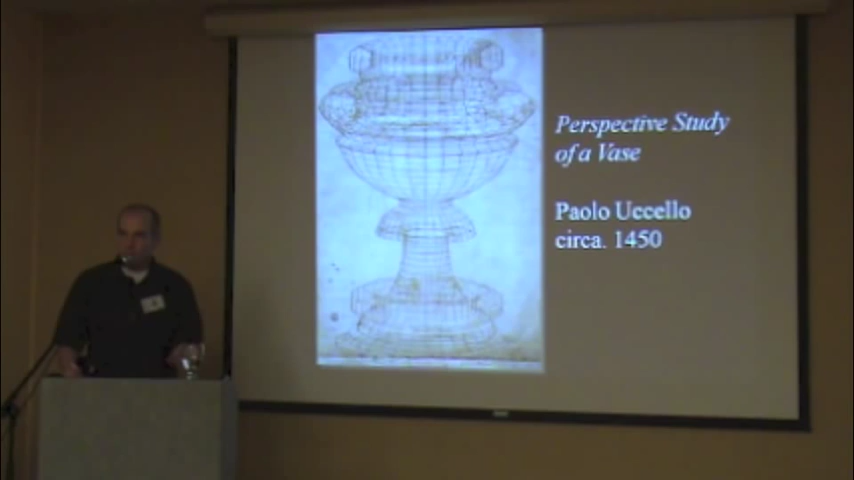 Perspective Study
of a Vase
Paolo Uccello
circa. 1450